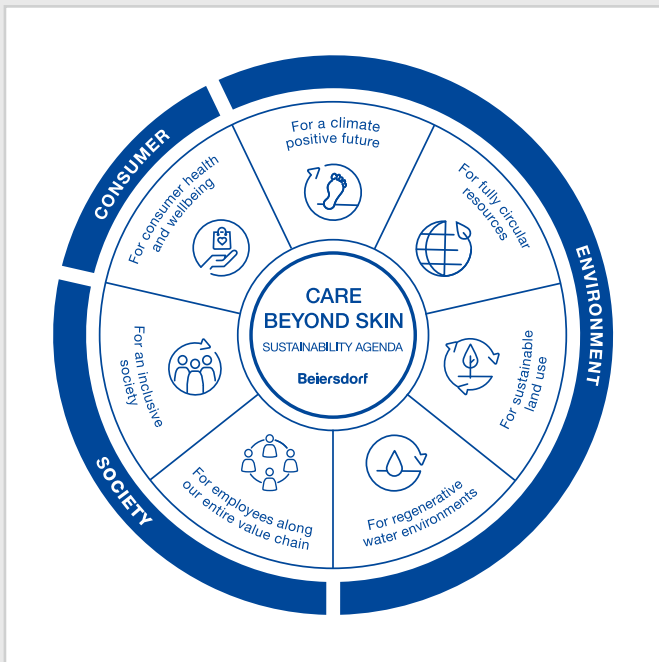 CARE
BEYOND SKIN
SUSTAINABILITY AGENDA
Beiersdorf
CONSUMER
For consumer health
and wellbeing
ENVIRONMENT
For a climate
positive future
For fully circular
resources
For sustainable
land use
For regenerative
water environments
SOCIETY
For employees along
our entire value chain
For an inclusive
society